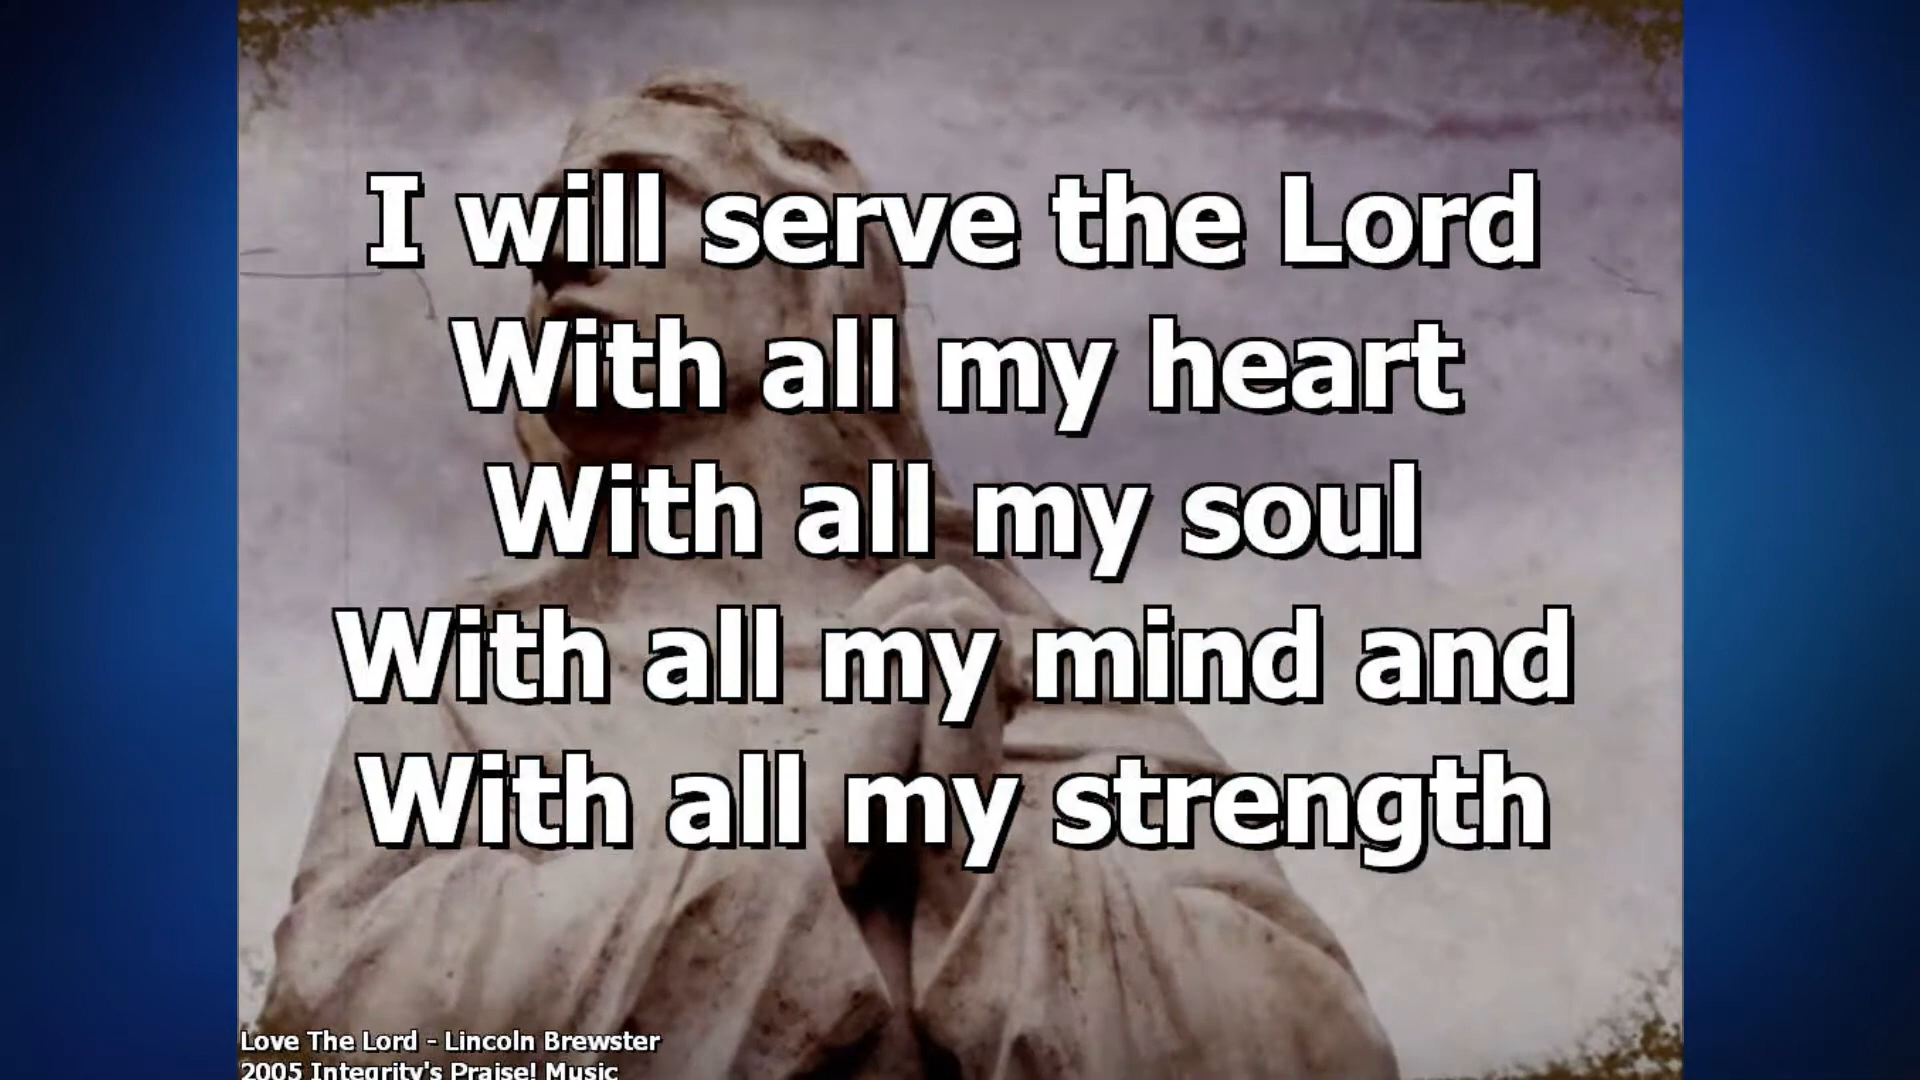 I will serve the Lord
With all my heart
With all my soul
With all my mind and
With all my strength
Love The Lord - Lincoln Brewster
2005 Integrity's Praise! Music